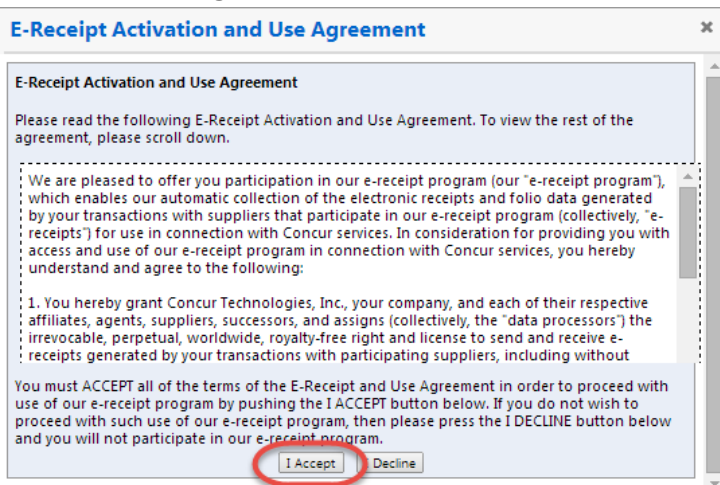 E-Receipt Activation and Use Agreement
E-Receipt Activation and Use Agreement
Please read the following E-Receipt Activation and Use Agreement. To view the rest of the
agreement, please scroll down.
We are pleased to offer you participation in our e-receipt program (our "e-receipt program"),
which enables our automatic collection of the electronic receipts and folio data generated
by your transactions with suppliers that participate in our e-receipt program (collectively, "e-
receipts") for use in connection with Concur services. In consideration for providing you with
access and use of our e-receipt program in connection with Concur services, you hereby
understand and agree to the following:
1. You hereby grant Concur Technologies, Inc., your company, and each of their respective
affiliates, agents, suppliers, successors, and assigns (collectively, the "data processors") the
irrevocable, perpetual, worldwide, royalty-free right and license to send and receive e-
receipts generated by your transactions with participating suppliers, including without
You must ACCEPT all of the terms of the E-Receipt and Use Agreement in order to proceed with
use of our e-receipt program by pushing the I ACCEPT button below. If you do not wish to
proceed with such use of our e-receipt program, then please press the I DECLINE button below
and you will not participate in our e-receipt program.
I Accept Decline